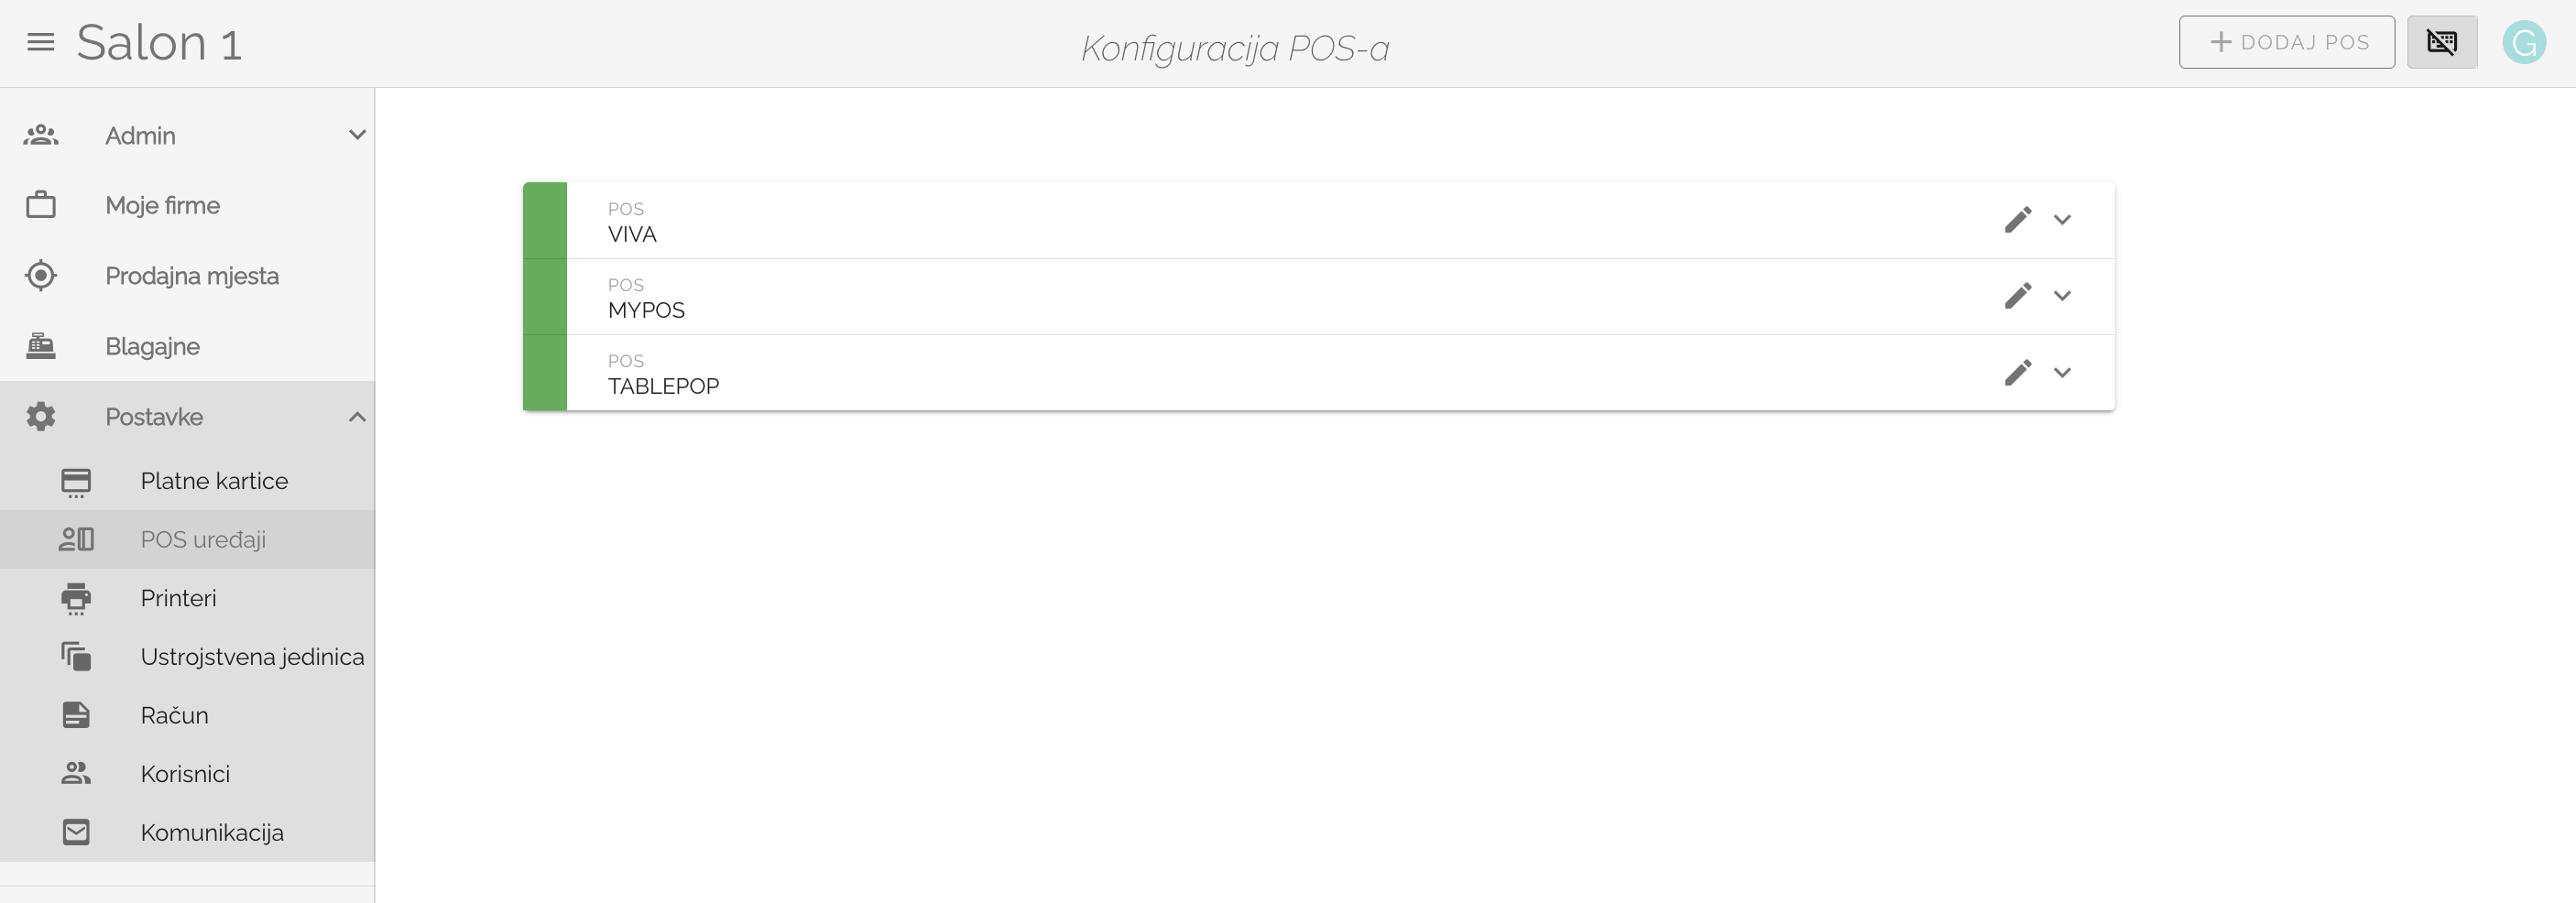 Salon 1
Konfiguracija POS-a
DODAJ POS
G
Admin
Moje firme
Prodajna mjesta
Blagajne
Postavke
Platne kartice
POS uređaji
Printeri
Ustrojstvena jedinica
Račun
Korisnici
Komunikacija
POS
VIVA
POS
MYPOS
POS
TABLEPOP